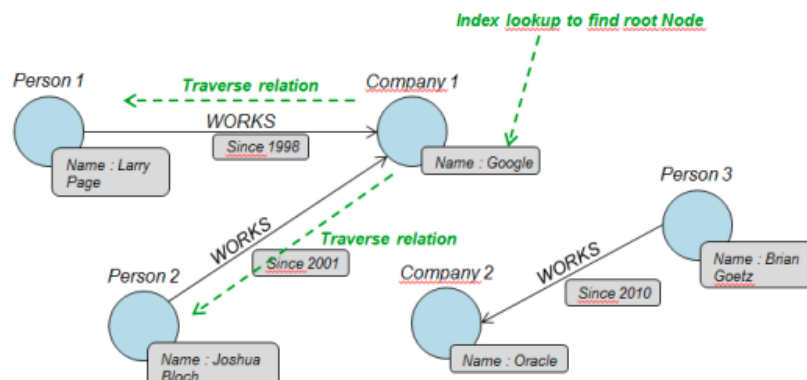 Index lookup to find root Node
Person 1
Traverse relation
Company 1
WORKS
Since 1998
Name : Larry
Page
Name : Google
Person 3
WORKS
Traverse relation
Since 2001
Person 2
Company 2
WORKS
Name : Brian
Goetz
Since 2010
Name : Joshua
Bloch
Name : Oracle